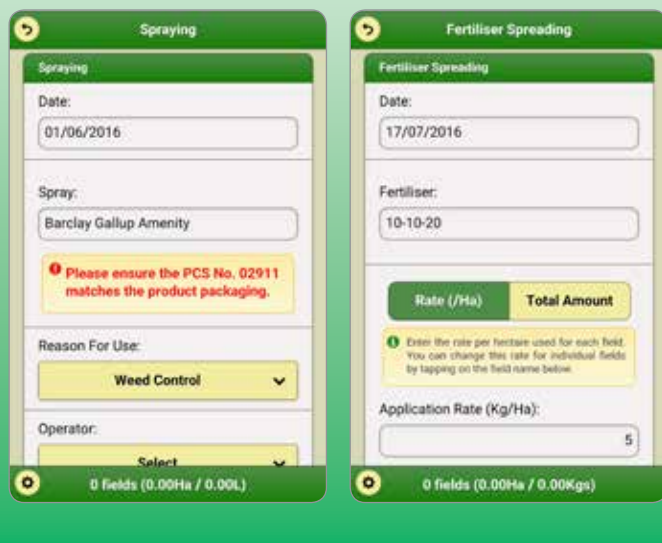 Spraying
Spraying
Date:
01/06/2016
Spray:
Barclay Gallup Amenity
Please ensure the PCS No. 02911
matches the product packaging.
Reason For Use:
Weed Control
Operator:
Select
0 fields (0.00Ha / 0.00L)
Fertiliser Spreading
Fertiliser Spreading
Date:
17/07/2016
Fertiliser:
10-10-20
Rate (/Ha)
Total Amount
Enter the rate per hectare used for each field.
You can change this rate for individual fields
by tapping on the field name below.
Application Rate (Kg/Ha):
5
0 fields (0.00Ha / 0.00Kgs)